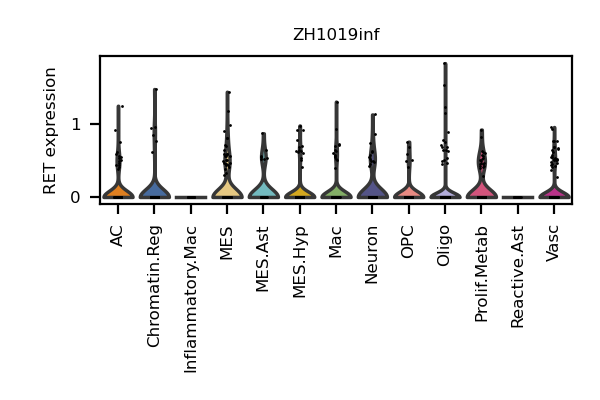 ZH1019inf
RET expression
1
0
AC
Chromatin.Reg
Inflammatory.Mac
MES
MES.Ast
MES.Hyp
Mac
Neuron
OPC
Oligo
Prolif.Metab
Reactive.Ast
Vasc